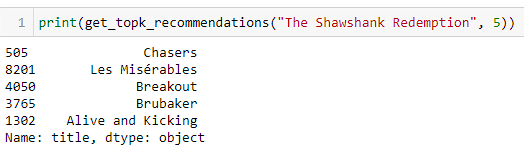 1 print(get_topk_recommendations("The Shawshank Redemption", 5))
505 Chasers
8201 Les Misérables
4050 Breakout
3765 Brubaker
1302 Alive and Kicking
Name: title, dtype: object